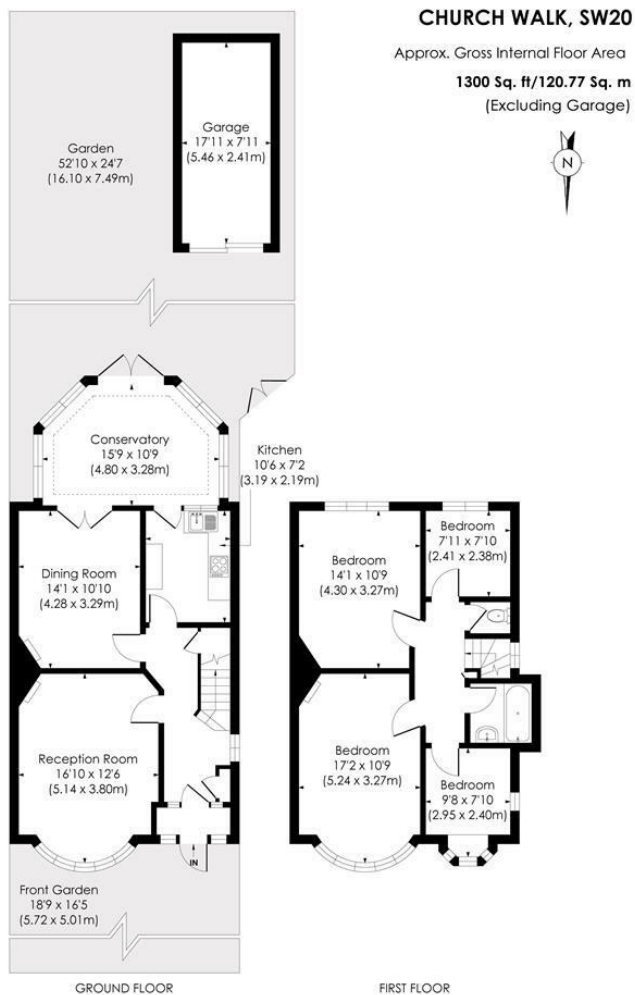 CHURCH WALK, SW20
Approx. Gross Internal Floor Area
1300 Sq. ft/120.77 Sq. m
(Excluding Garage)
N
Garage
17'11 x 7'11
(5.46 x 2.41m)
Garden
52'10 x 24'7
(16.10 x 7.49m)
Conservatory
15'9 x 10'9
(4.80 x 3.28m)
Kitchen
10'6 x 7'2
(3.19 x 2.19m)
Dining Room
14'1 x 10'10
(4.28 x 3.29m)
Reception Room
16'10 x 12'6
(5.14 x 3.80m)
IN
Front Garden
18'9 x 16'5
(5.72 x 5.01m)
GROUND FLOOR
Bedroom
7'11 x 7'10
(2.41 x 2.38m)
Bedroom
14'1 x 10'9
(4.30 x 3.27m)
Bedroom
17'2 x 10'9
(5.24 x 3.27m)
Bedroom
9'8 x 7'10
(2.95 x 2.40m)
FIRST FLOOR